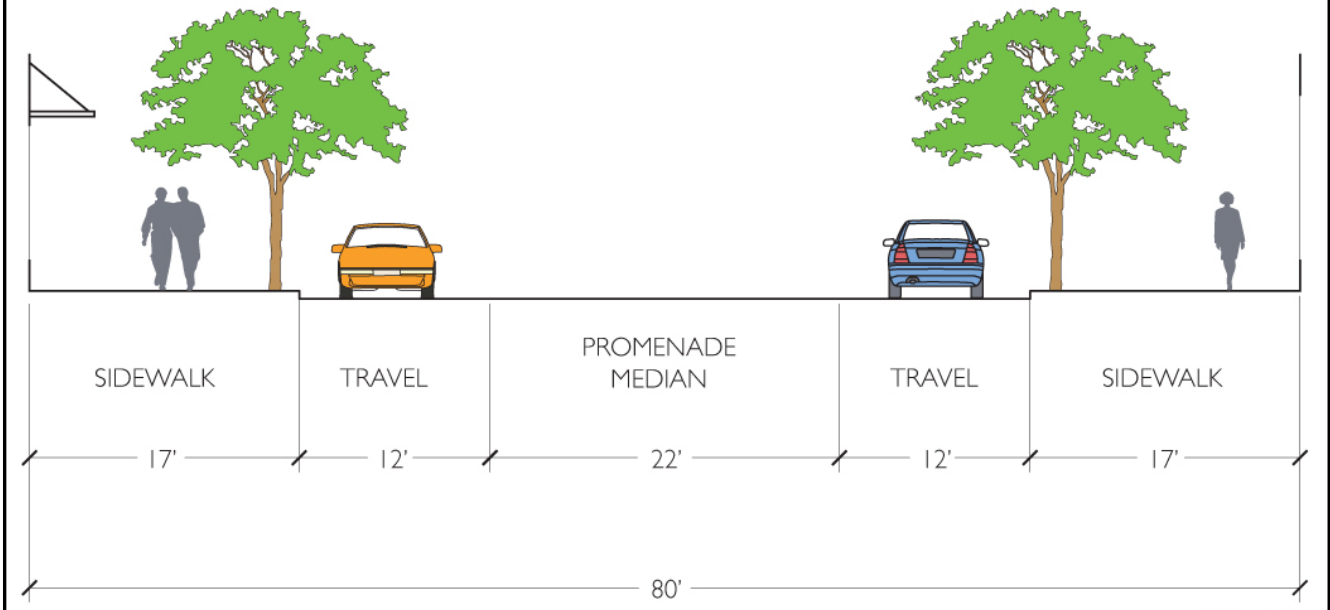 SIDEWALK
TRAVEL
PROMENADE
MEDIAN
TRAVEL
SIDEWALK
17'
12'
22'
12'
17'
80'